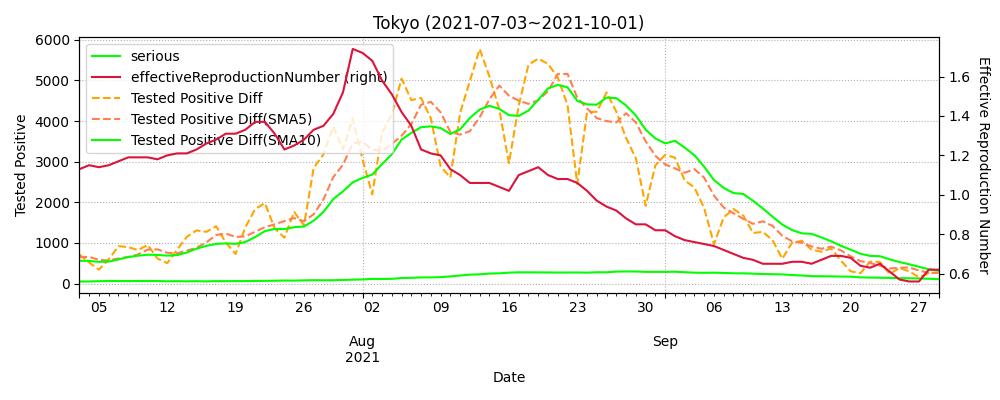 Tokyo (2021-07-03~2021-10-01)
6000
5000
4000
3000
2000
1000
0
Tested Positive
serious
effectiveReproductionNumber (right)
Tested Positive Diff
Tested Positive Diff(SMA5)
Tested Positive Diff(SMA10)
1.6
1.4
1.2
1.0
0.8
0.6
Effective Reproduction Number
05 12 19 26 02 09 16 23 30 06 13 20 27
Aug Sep
2021
Date